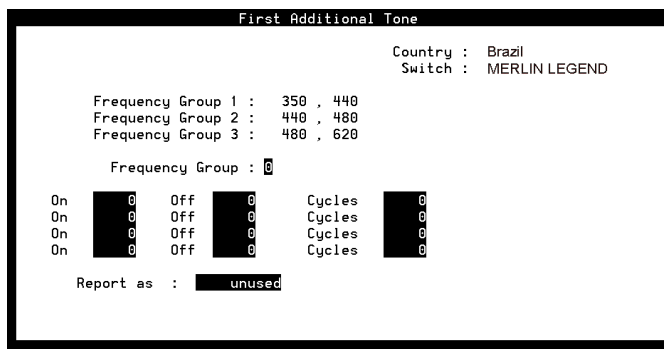 First Additional Tone
Country : Brazil
Switch : MERLIN LEGEND
Frequency Group 1 : 350 , 440
Frequency Group 2 : 440 , 480
Frequency Group 3 : 480 , 620
Frequency Group : 0
On 0 Off 0 Cycles 0
On 0 Off 0 Cycles 0
On 0 Off 0 Cycles 0
On 0 Off 0 Cycles 0
Report as : unused